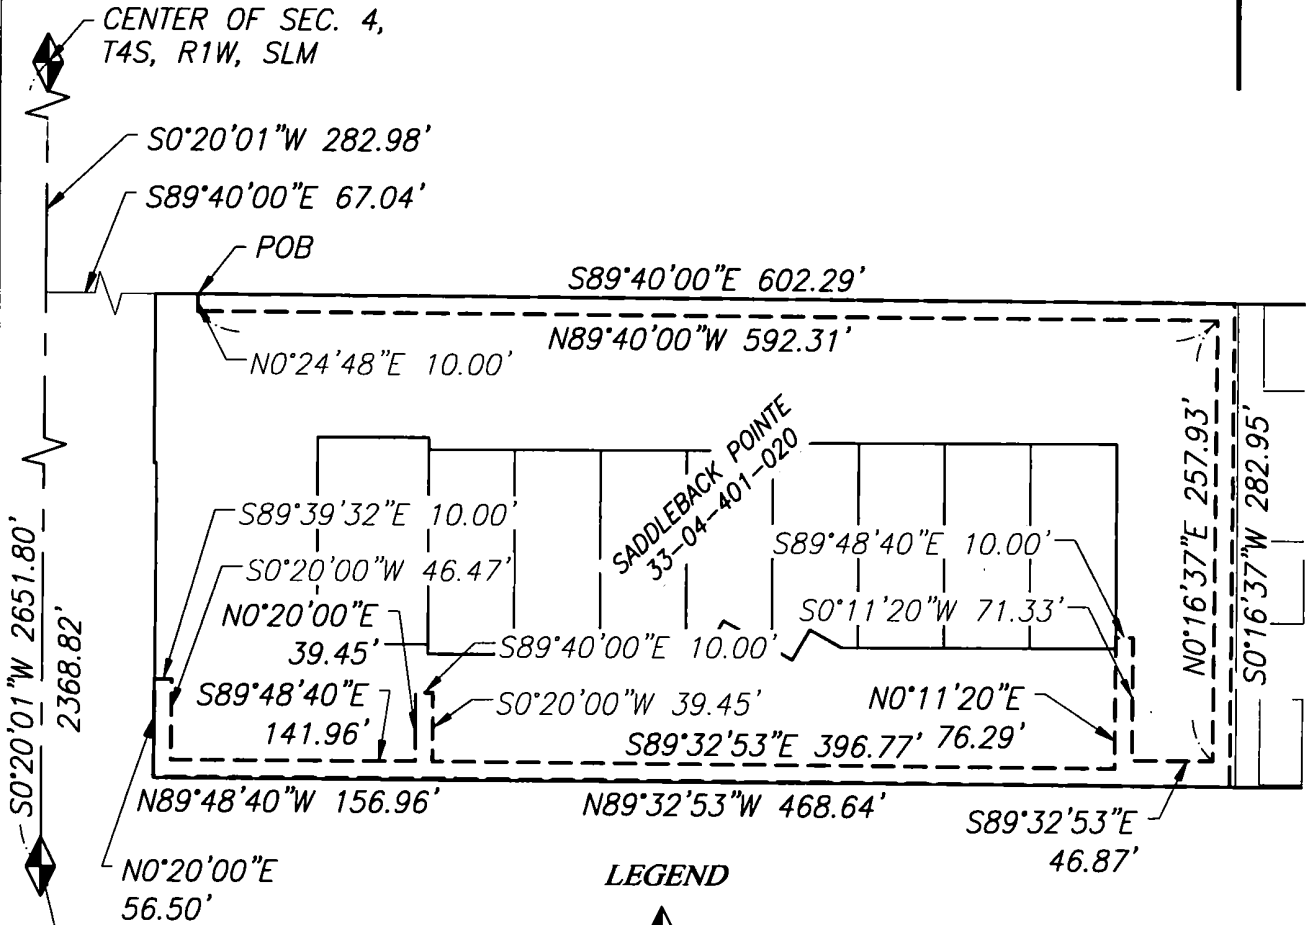 CENTER OF SEC. 4,
T4S, R1W, SLM
S0°20'01"W 282.98'
S89°40'00"E 67.04'
POB
S89°40'00"E 602.29'
N89°40'00"W 592.31'
N0°24'48"E 10.00'
SADDLEBACK POINTE
33-04-401-020
N0°16'37"E 257.93'
S0°16'37"W 282.95'
S89°39'32"E 10.00'
S0°20'00"W 46.47'
N0°20'00"E
39.45'
S89°48'40"E 10.00'
S0°11'20"W 71.33'
S89°40'00"E 10.00'
S0°20'00"W 39.45'
S89°48'40"E
141.96'
N0°11'20"E
76.29'
S89°32'53"E 396.77'
S0°20'01"W 2651.80'
2368.82'
N89°48'40"W 156.96'
N89°32'53"W 468.64'
S89°32'53"E
46.87'
N0°20'00"E
56.50'
LEGEND